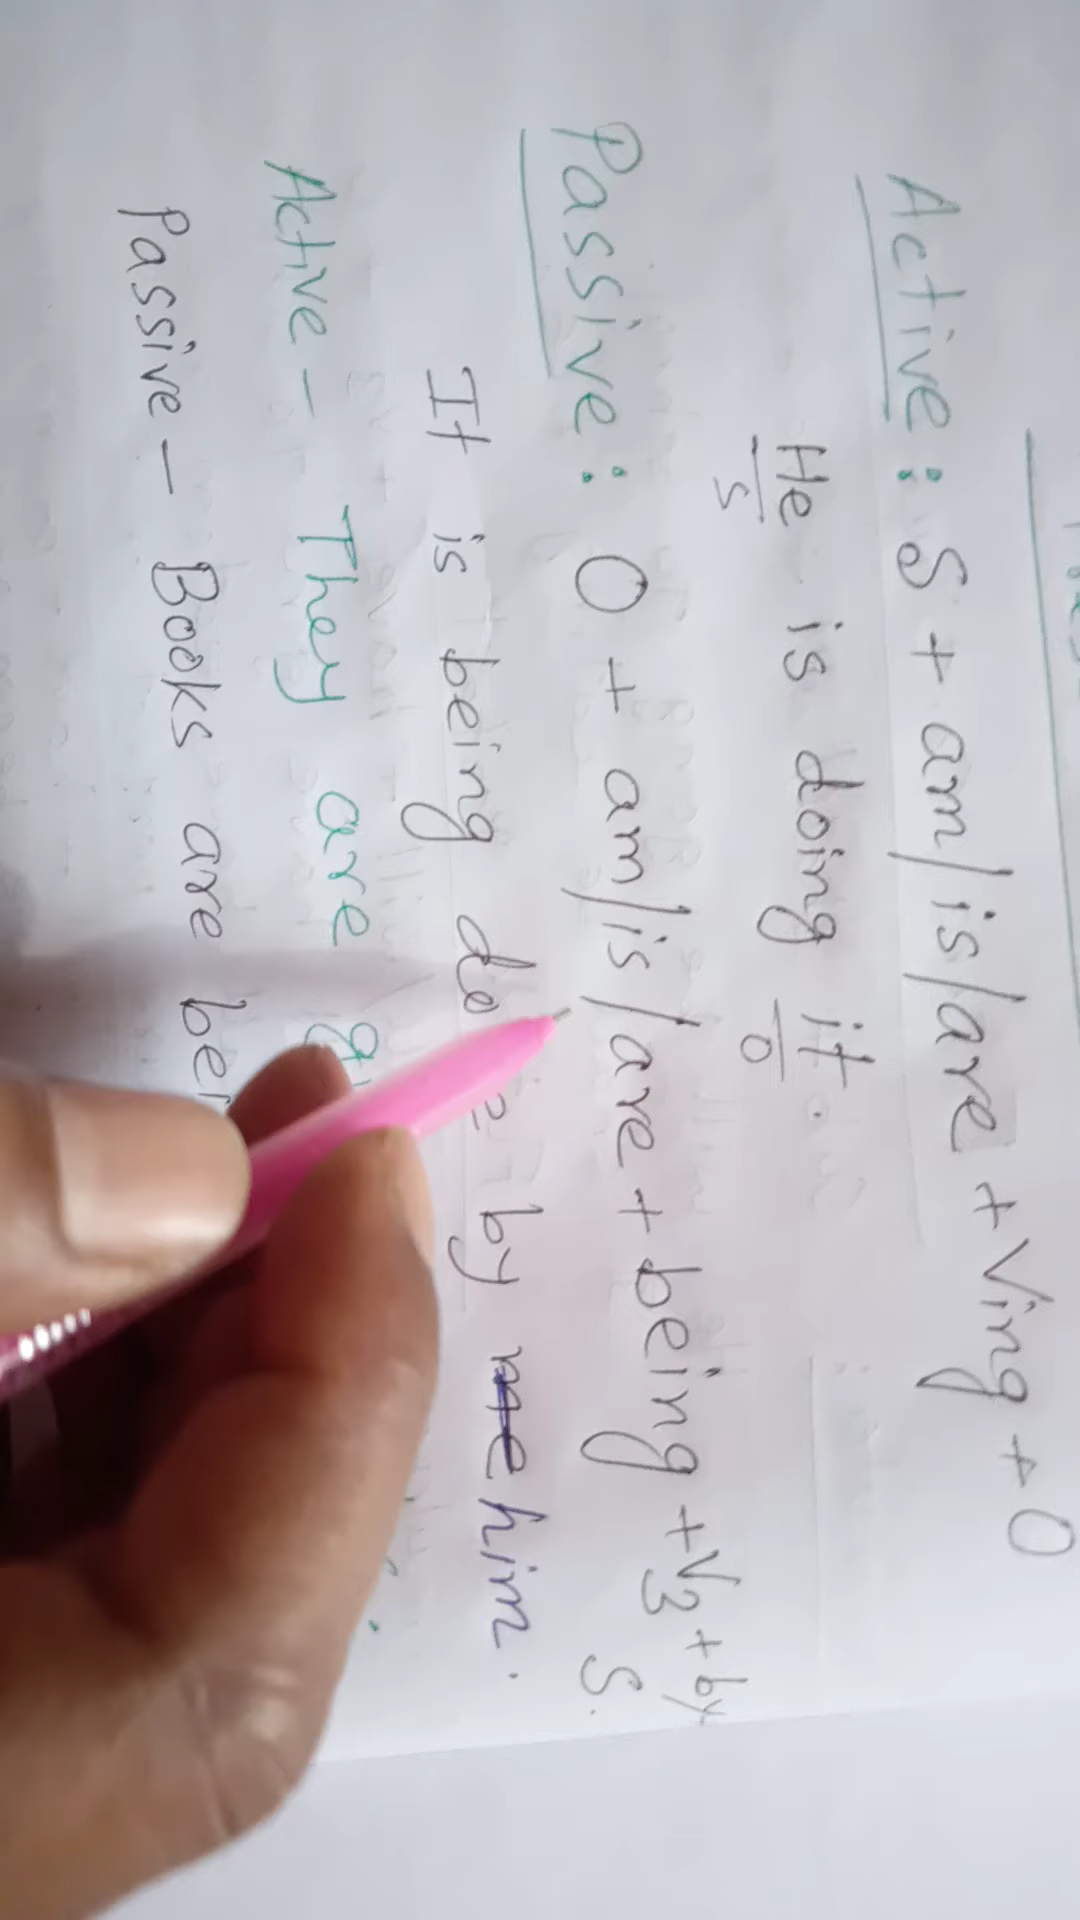 Active : S + am/is/are + Ving + O
He is doing it.
S O
Passive : O + am/is/are + being + V3 + by
S.
It is being done by me him.
Active - They are
Passive - Books are